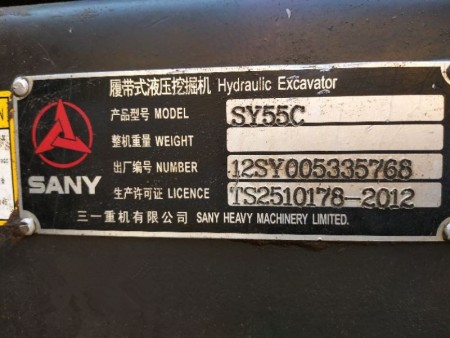 履带式液压挖掘机 Hydraulic Excavator
产品型号 MODEL SY55C
整机重量 WEIGHT
出厂编号 NUMBER 12SY005335768
生产许可证 LICENCE TS2510178-2012
SANY
三一重机有限公司 SANY HEAVY MACHINERY LIMITED.